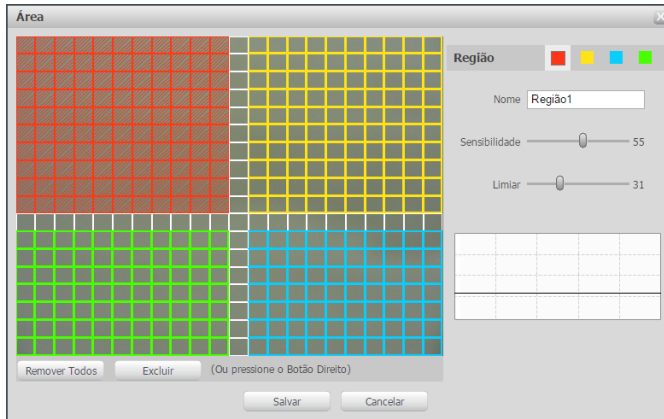 Área
Região
Nome Região1
Sensibilidade 55
Limiar 31
Remover Todos Excluir (Ou pressione o Botão Direito)
Salvar Cancelar